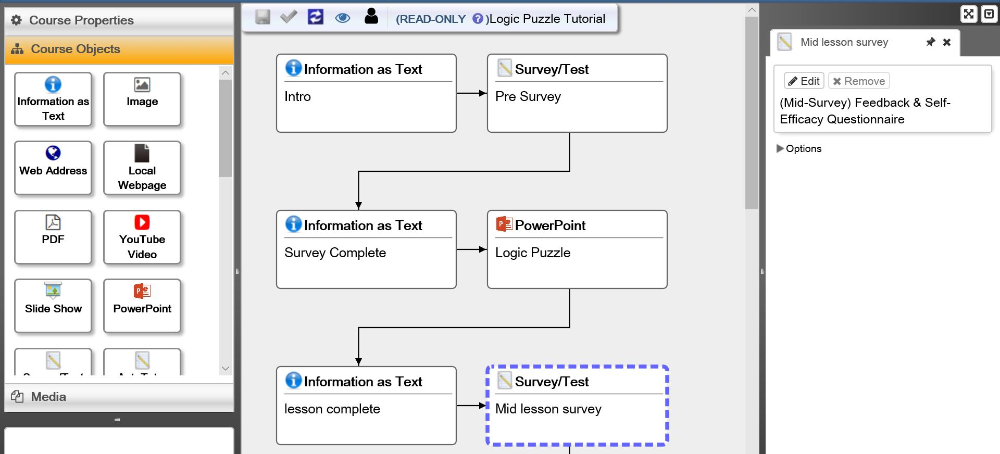 Course Properties
Course Objects
Information as
Text
Image
Web Address
Local
Webpage
PDF
YouTube
Video
Slide Show
PowerPoint
Media
(READ-ONLY ? )Logic Puzzle Tutorial
Information as Text
Intro
Survey/Test
Pre Survey
Information as Text
Survey Complete
PowerPoint
Logic Puzzle
Information as Text
lesson complete
Survey/Test
Mid lesson survey
Mid lesson survey
Edit
Remove
(Mid-Survey) Feedback & Self-
Efficacy Questionnaire
Options